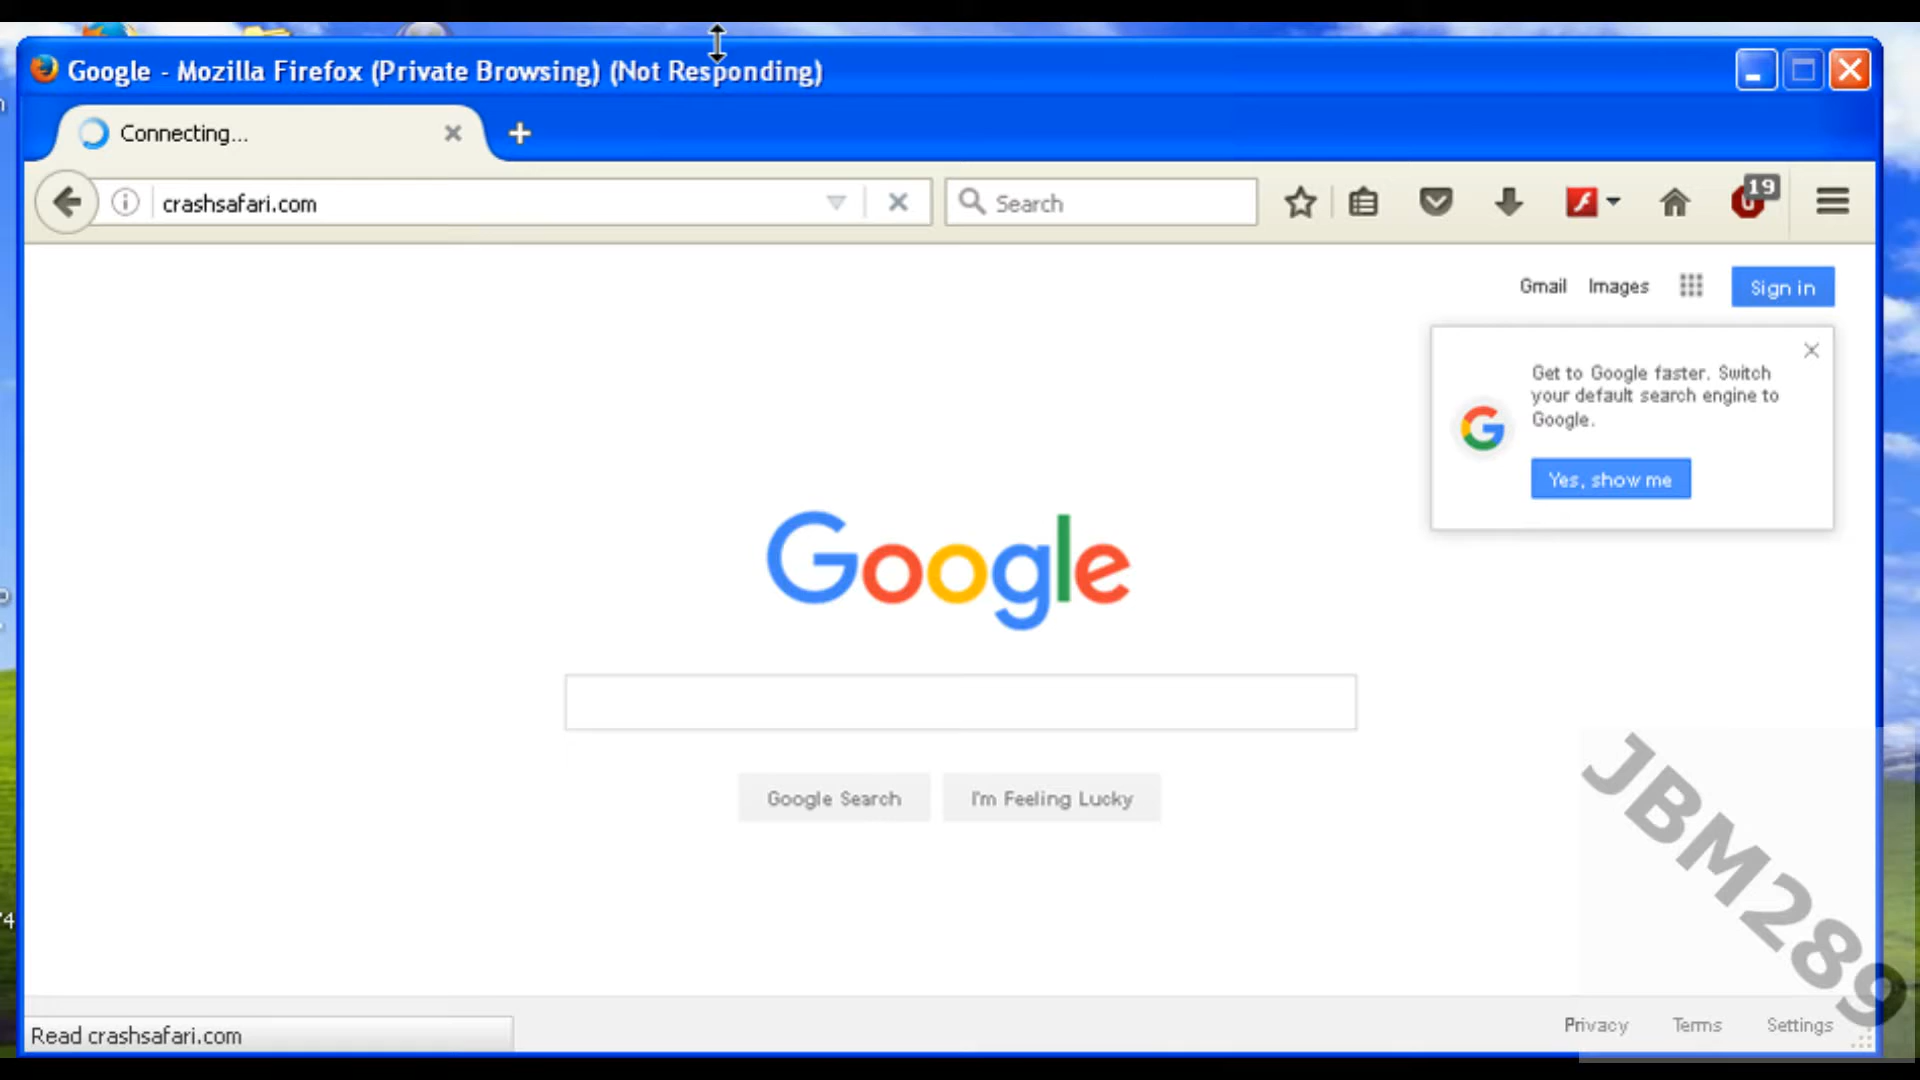 Google - Mozilla Firefox (Private Browsing) (Not Responding)
Connecting...
crashsafari.com
Search
19
Gmail Images
Sign in
Get to Google faster. Switch
your default search engine to
Google.
Yes, show me
Google
Google Search
I'm Feeling Lucky
JBM289
Privacy Terms Settings
Read crashsafari.com